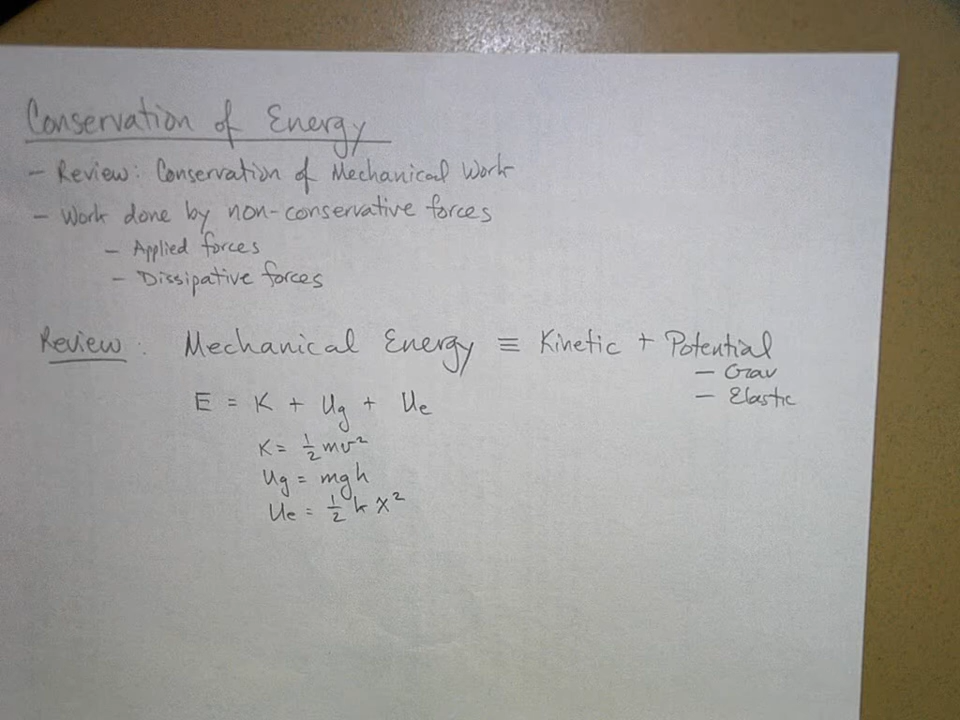 Conservation of Energy
- Review: Conservation of Mechanical Work
- Work done by non-conservative forces
- Applied forces
- Dissipative forces
Review: Mechanical Energy ≡ Kinetic + Potential
- Grav
- Elastic
E = K + Ug + Ue
K = ½mv²
Ug = mgh
Ue = ½kx²